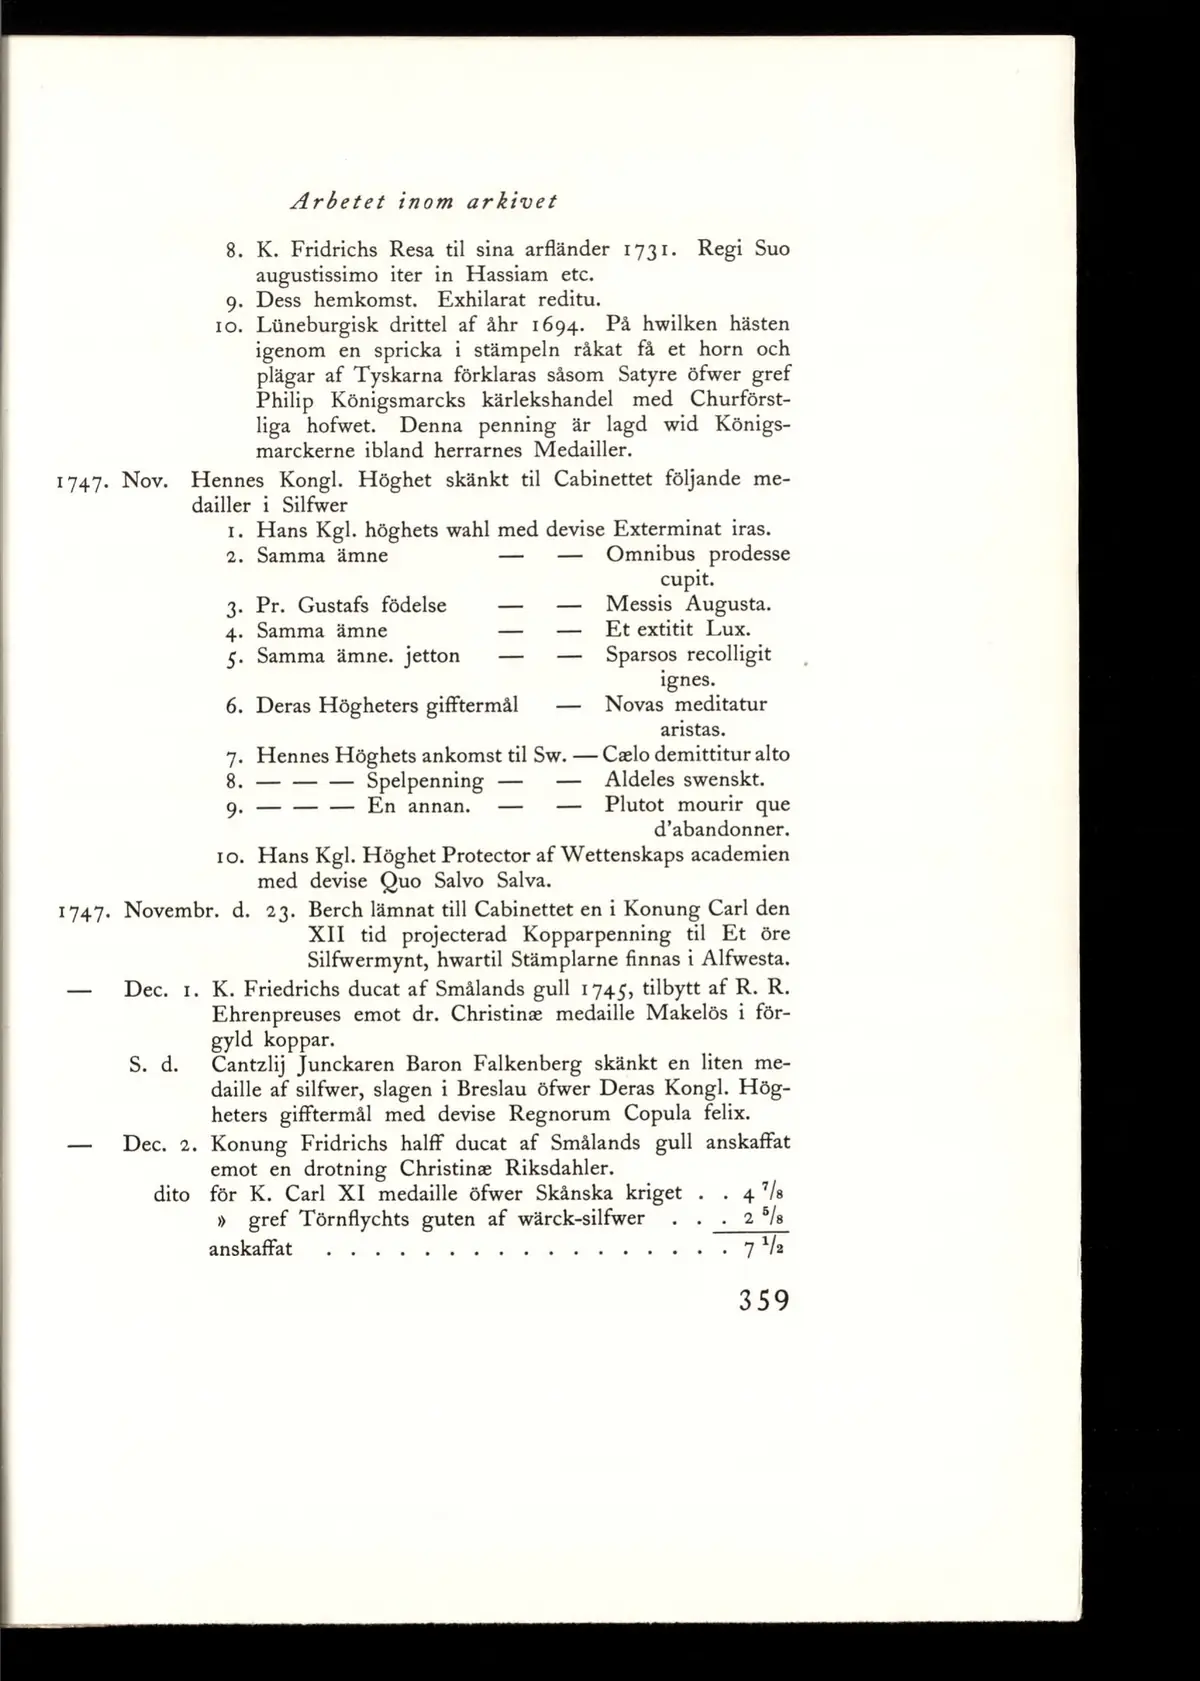 Arbetet inom arkivet
8. K. Fridrichs Resa til sina arfländer 1731. Regi Suo
augustissimo iter in Hassiam etc.
9. Dess hemkomst. Exhilarat reditu.
10. Lüneburgisk drittel af åhr 1694. På hwilken hästen
igenom en spricka i stämpeln råkat få et horn och
plägar af Tyskarna förklaras såsom Satyre öfwer gref
Philip Königsmarcks kärlekshandel med Churförst-
liga hofwet. Denna penning är lagd wid Königs-
marckerne ibland herrarnes Medailler.
1747. Nov. Hennes Kongl. Höghet skänkt til Cabinettet följande me-
dailler i Silfwer
1. Hans Kgl. höghets wahl med devise Exterminat iras.
2. Samma ämne — — Omnibus prodesse
cupit.
3. Pr. Gustafs födelse — — Messis Augusta.
4. Samma ämne — — Et extitit Lux.
5. Samma ämne. jetton — — Sparsos recolligit
ignes.
6. Deras Högheters gifftermål — Novas meditatur
aristas.
7. Hennes Höghets ankomst til Sw. — Cælo demittitur alto
8. — — — Spelpenning — — Aldeles swenskt.
9. — — — En annan. — — Plutot mourir que
d'abandonner.
10. Hans Kgl. Höghet Protector af Wettenskaps academien
med devise Quo Salvo Salva.
1747. Novembr. d. 23. Berch lämnat till Cabinettet en i Konung Carl den
XII tid projecterad Kopparpenning til Et öre
Silfwermynt, hwartil Stämplarne finnas i Alfwesta.
— Dec. 1. K. Friedrichs ducat af Smålands gull 1745, tilbytt af R. R.
Ehrenpreuses emot dr. Christinæ medaille Makelös i för-
gyld koppar.
S. d. Cantzlij Junckaren Baron Falkenberg skänkt en liten me-
daille af silfwer, slagen i Breslau öfwer Deras Kongl. Hög-
heters gifftermål med devise Regnorum Copula felix.
— Dec. 2. Konung Fridrichs halff ducat af Smålands gull anskaffat
emot en drotning Christinæ Riksdahler.
dito för K. Carl XI medaille öfwer Skånska kriget . . 4 7/8
» gref Törnflychts guten af wärck-silfwer . . . 2 5/8
anskaffat . . . . . . . . . . . . . . . . . 7 1/2
359